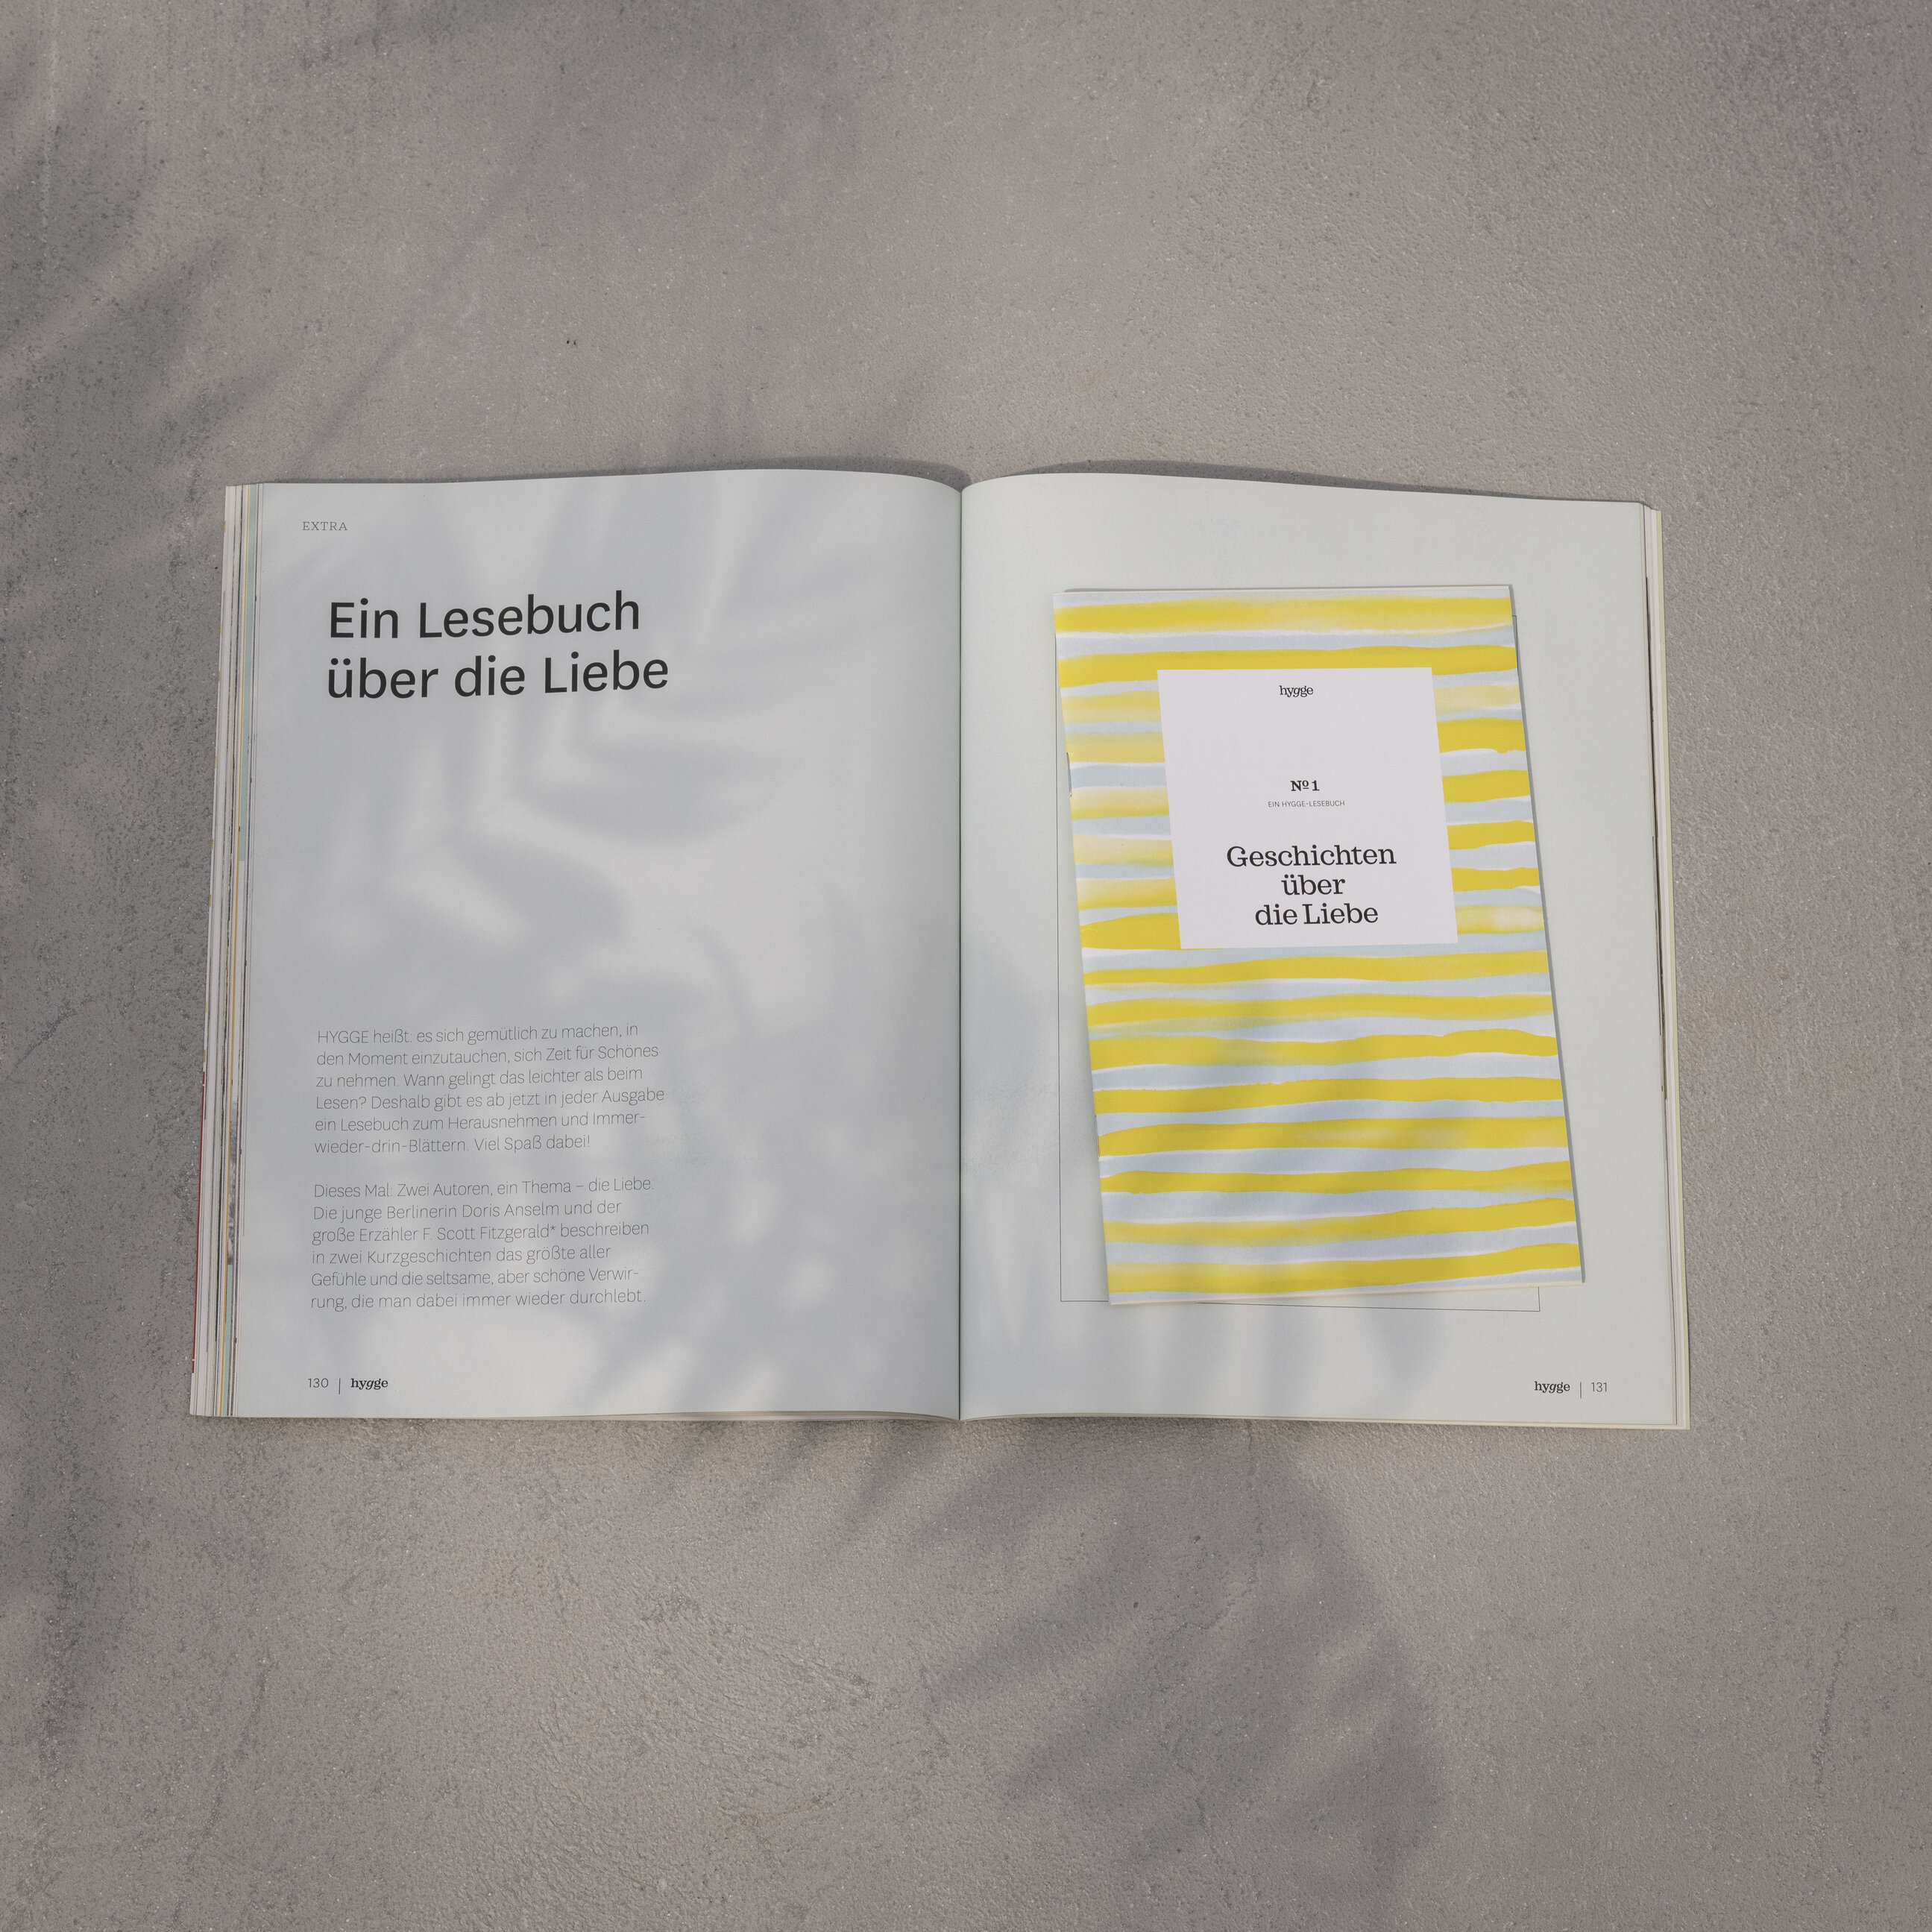 EXTRA
Ein Lesebuch
über die Liebe
HYGGE heißt: es sich gemütlich zu machen, in
den Moment einzutauchen, sich Zeit für Schönes
zu nehmen. Wann gelingt das leichter als beim
Lesen? Deshalb gibt es ab jetzt in jeder Ausgabe
ein Lesebuch zum Herausnehmen und Immer-
wieder-drin-Blättern. Viel Spaß dabei!
Dieses Mal: Zwei Autoren, ein Thema – die Liebe.
Die junge Berlinerin Doris Anselm und der
große Erzähler F. Scott Fitzgerald* beschreiben
in zwei Kurzgeschichten das größte aller
Gefühle und die seltsame, aber schöne Verwir-
rung, die man dabei immer wieder durchlebt.
130 | hygge
hygge
Nº 1
EIN HYGGE-LESEBUCH
Geschichten
über
die Liebe
hygge | 131